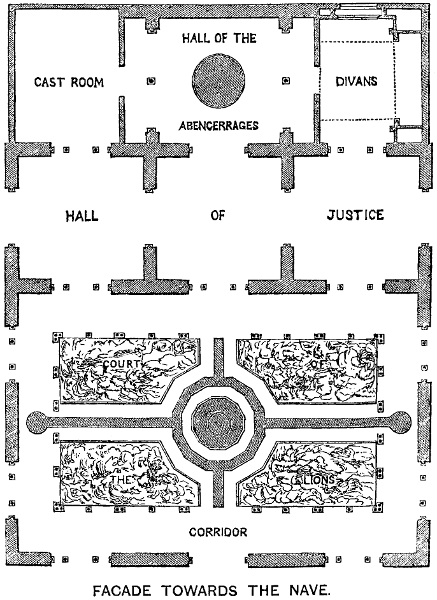 HALL OF THE
CAST ROOM
DIVANS
ABENCERRAGES
HALL OF JUSTICE
COURT OF
THE LIONS
CORRIDOR
FACADE TOWARDS THE NAVE.